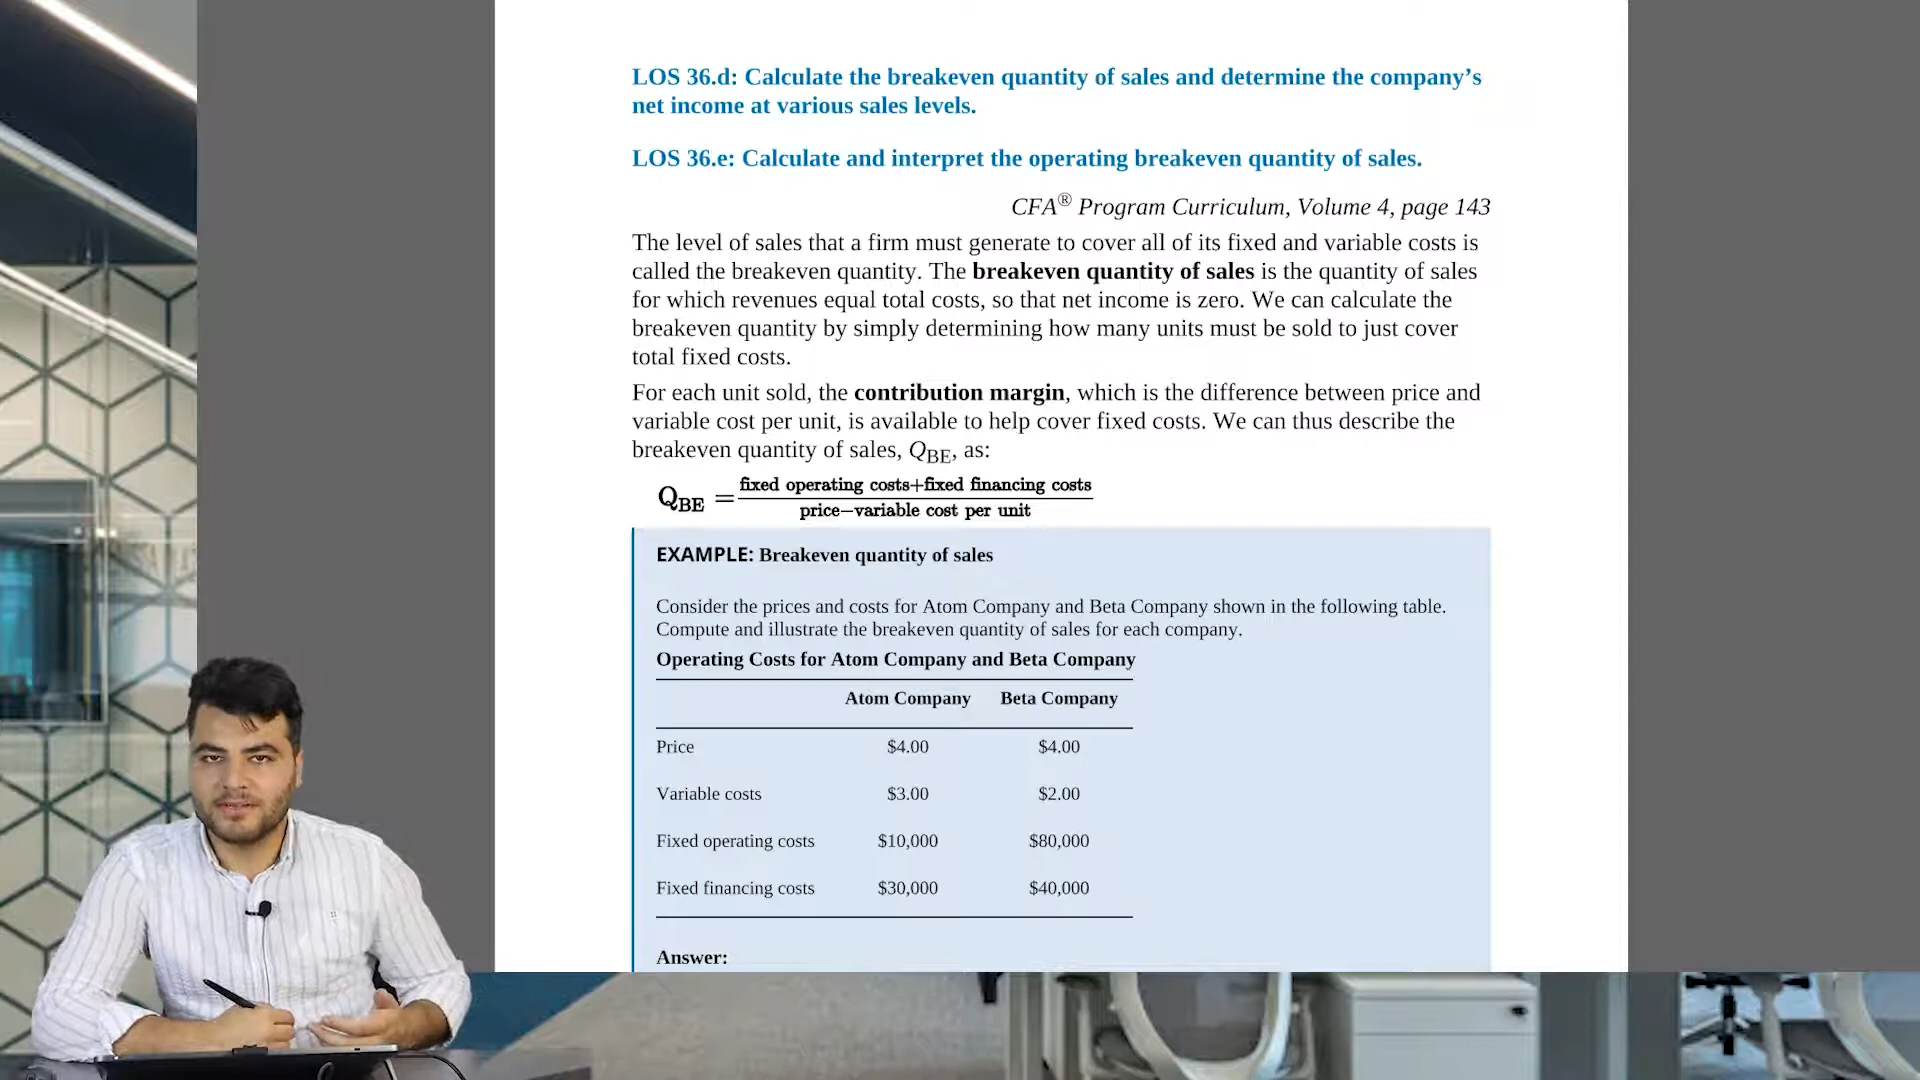 LOS 36.d: Calculate the breakeven quantity of sales and determine the company’s
net income at various sales levels.
LOS 36.e: Calculate and interpret the operating breakeven quantity of sales.
CFA® Program Curriculum, Volume 4, page 143
The level of sales that a firm must generate to cover all of its fixed and variable costs is
called the breakeven quantity. The breakeven quantity of sales is the quantity of sales
for which revenues equal total costs, so that net income is zero. We can calculate the
breakeven quantity by simply determining how many units must be sold to just cover
total fixed costs.
For each unit sold, the contribution margin, which is the difference between price and
variable cost per unit, is available to help cover fixed costs. We can thus describe the
breakeven quantity of sales, QBE, as:
QBE = fixed operating costs+fixed financing costs
price−variable cost per unit
EXAMPLE: Breakeven quantity of sales
Consider the prices and costs for Atom Company and Beta Company shown in the following table.
Compute and illustrate the breakeven quantity of sales for each company.
Operating Costs for Atom Company and Beta Company
Atom Company Beta Company
Price $4.00 $4.00
Variable costs $3.00 $2.00
Fixed operating costs $10,000 $80,000
Fixed financing costs $30,000 $40,000
Answer: